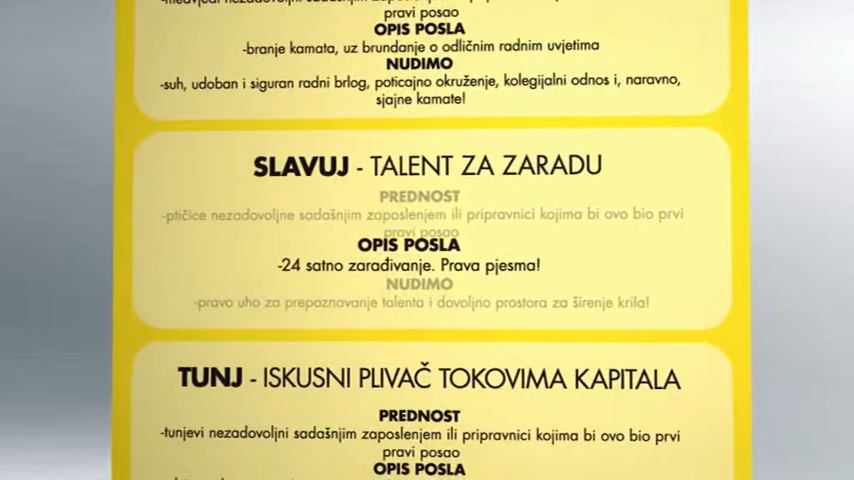 -medvjedi nezadovoljni sadašnjim
pravi posao
OPIS POSLA
-branje kamata, uz brundanje o odličnim radnim uvjetima
NUDIMO
-suh, udoban i siguran radni brlog, poticajno okruženje, kolegijalni odnos i, naravno,
sjajne kamate!
SLAVUJ - TALENT ZA ZARADU
PREDNOST
-ptičice nezadovoljne sadašnjim zaposlenjem ili pripravnici kojima bi ovo bio prvi
pravi posao
OPIS POSLA
-24 satno zarađivanje. Prava pjesma!
NUDIMO
-pravo uho za prepoznavanje talenta i dovoljno prostora za širenje krila!
TUNJ - ISKUSNI PLIVAČ TOKOVIMA KAPITALA
PREDNOST
-tunjevi nezadovoljni sadašnjim zaposlenjem ili pripravnici kojima bi ovo bio prvi
pravi posao
OPIS POSLA